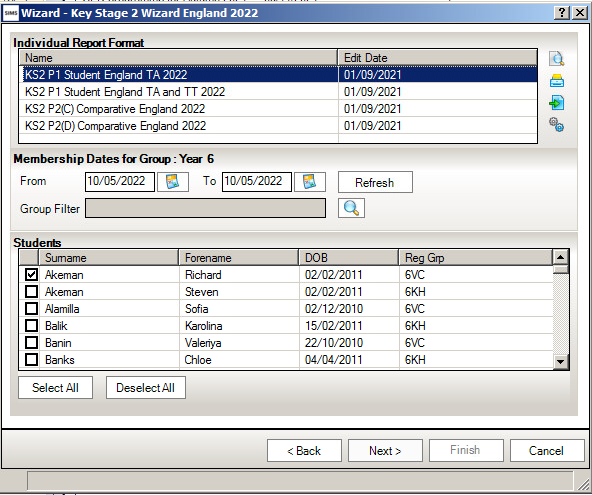 SIMS Wizard - Key Stage 2 Wizard England 2022
Individual Report Format
Name Edit Date
KS2 P1 Student England TA 2022 01/09/2021
KS2 P1 Student England TA and TT 2022 01/09/2021
KS2 P2(C) Comparative England 2022 01/09/2021
KS2 P2(D) Comparative England 2022 01/09/2021
Membership Dates for Group : Year 6
From 10/05/2022 To 10/05/2022 Refresh
Group Filter
Students
Surname Forename DOB Reg Grp
Akeman Richard 02/02/2011 6VC
Akeman Steven 02/02/2011 6KH
Alamilla Sofia 02/12/2010 6VC
Balik Karolina 15/02/2011 6KH
Banin Valeriya 22/10/2010 6VC
Banks Chloe 04/04/2011 6KH
Select All Deselect All
< Back Next > Finish Cancel